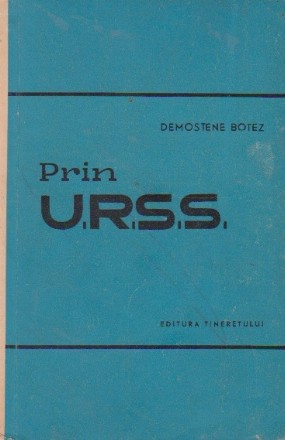 DEMOSTENE BOTEZ
Prin
U.R.S.S.
EDITURA TINERETULUI